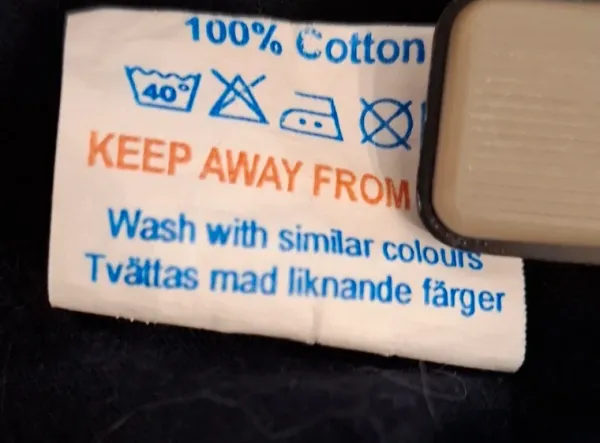 100% Cotton
40°
KEEP AWAY FROM
Wash with similar colours
Tvättas mad liknande färger